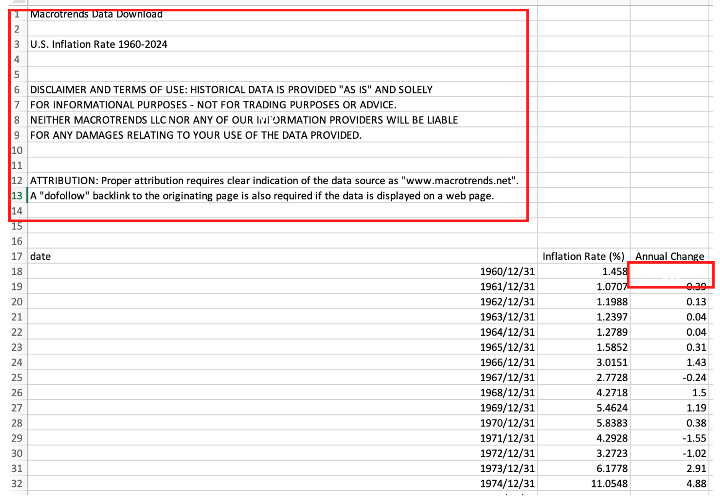 1 Macrotrends Data Download
2
3 U.S. Inflation Rate 1960-2024
4
5
6 DISCLAIMER AND TERMS OF USE: HISTORICAL DATA IS PROVIDED "AS IS" AND SOLELY
7 FOR INFORMATIONAL PURPOSES - NOT FOR TRADING PURPOSES OR ADVICE.
8 NEITHER MACROTRENDS LLC NOR ANY OF OUR INFORMATION PROVIDERS WILL BE LIABLE
9 FOR ANY DAMAGES RELATING TO YOUR USE OF THE DATA PROVIDED.
10
11
12 ATTRIBUTION: Proper attribution requires clear indication of the data source as "www.macrotrends.net".
13 A "dofollow" backlink to the originating page is also required if the data is displayed on a web page.
14
15
16
17 date Inflation Rate (%) Annual Change
18 1960/12/31 1.458
19 1961/12/31 1.0707 0.39
20 1962/12/31 1.1988 0.13
21 1963/12/31 1.2397 0.04
22 1964/12/31 1.2789 0.04
23 1965/12/31 1.5852 0.31
24 1966/12/31 3.0151 1.43
25 1967/12/31 2.7728 -0.24
26 1968/12/31 4.2718 1.5
27 1969/12/31 5.4624 1.19
28 1970/12/31 5.8383 0.38
29 1971/12/31 4.2928 -1.55
30 1972/12/31 3.2723 -1.02
31 1973/12/31 6.1778 2.91
32 1974/12/31 11.0548 4.88